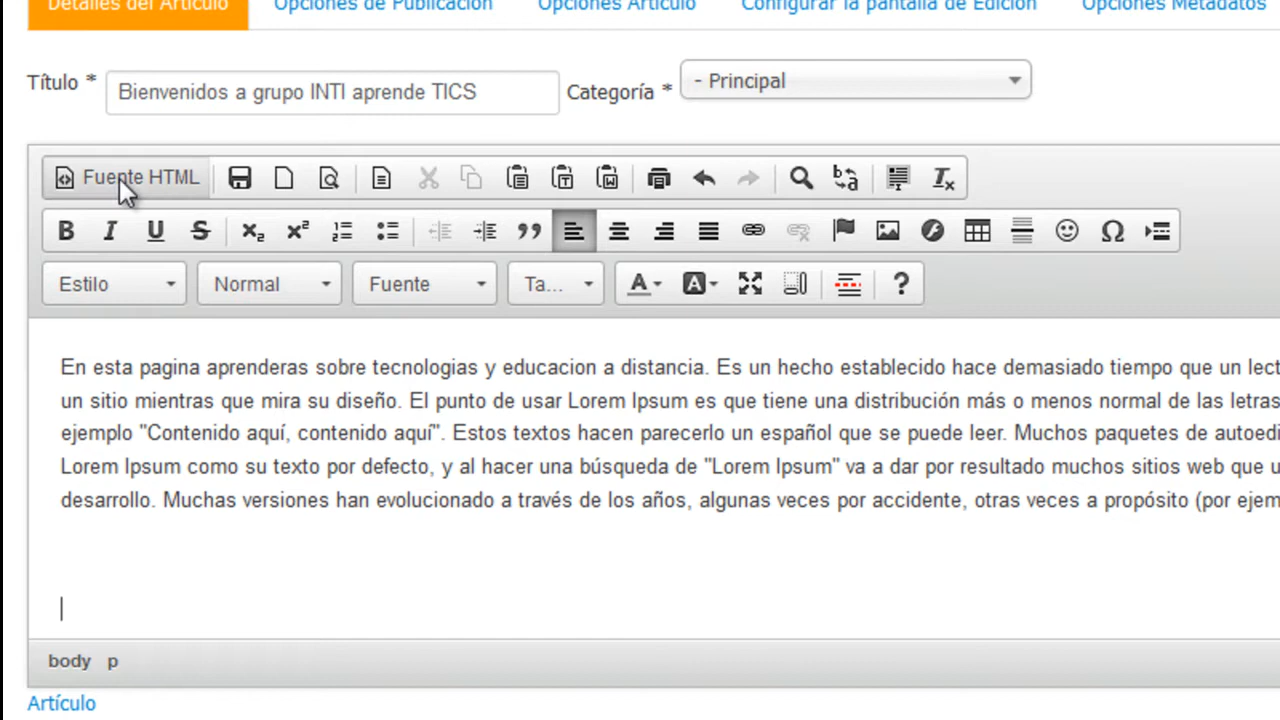 Detalles del Artículo Opciones de Publicación Opciones Artículo Configurar la pantalla de Edición Opciones Metadatos
Título * Bienvenidos a grupo INTI aprende TICS Categoría * - Principal
Fuente HTML
Estilo Normal Fuente Ta...
En esta pagina aprenderas sobre tecnologias y educacion a distancia. Es un hecho establecido hace demasiado tiempo que un lect
un sitio mientras que mira su diseño. El punto de usar Lorem Ipsum es que tiene una distribución más o menos normal de las letras
ejemplo "Contenido aquí, contenido aquí". Estos textos hacen parecerlo un español que se puede leer. Muchos paquetes de autoedi
Lorem Ipsum como su texto por defecto, y al hacer una búsqueda de "Lorem Ipsum" va a dar por resultado muchos sitios web que u
desarrollo. Muchas versiones han evolucionado a través de los años, algunas veces por accidente, otras veces a propósito (por ejem
body p
Artículo